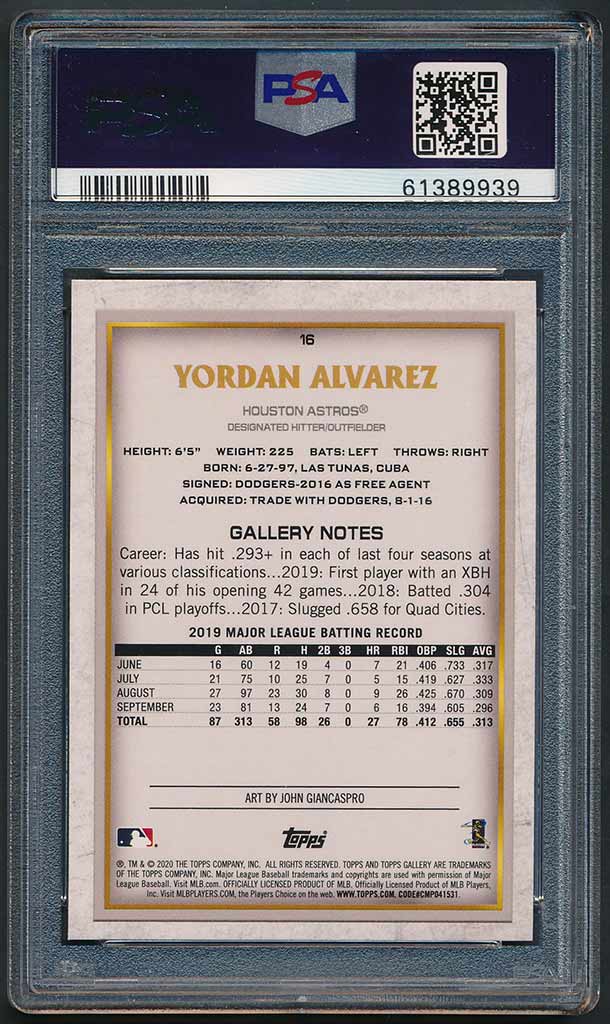 PSA
PSA
61389939
16
YORDAN ALVAREZ
HOUSTON ASTROS®
DESIGNATED HITTER/OUTFIELDER
HEIGHT: 6'5" WEIGHT: 225 BATS: LEFT THROWS: RIGHT
BORN: 6-27-97, LAS TUNAS, CUBA
SIGNED: DODGERS-2016 AS FREE AGENT
ACQUIRED: TRADE WITH DODGERS, 8-1-16
GALLERY NOTES
Career: Has hit .293+ in each of last four seasons at
various classifications...2019: First player with an XBH
in 24 of his opening 42 games...2018: Batted .304
in PCL playoffs...2017: Slugged .658 for Quad Cities.
2019 MAJOR LEAGUE BATTING RECORD
G AB R H 2B 3B HR RBI OBP SLG AVG
JUNE 16 60 12 19 4 0 7 21 .406 .733 .317
JULY 21 75 10 25 7 0 5 15 .419 .627 .333
AUGUST 27 97 23 30 8 0 9 26 .425 .670 .309
SEPTEMBER 23 81 13 24 7 0 6 16 .394 .605 .296
TOTAL 87 313 58 98 26 0 27 78 .412 .655 .313
ART BY JOHN GIANCASPRO
Topps
®, TM & © 2020 THE TOPPS COMPANY, INC. ALL RIGHTS RESERVED. TOPPS AND TOPPS GALLERY ARE TRADEMARKS
OF THE TOPPS COMPANY, INC. Major League Baseball trademarks and copyrights are used with permission of Major
League Baseball. Visit MLB.com. OFFICIALLY LICENSED PRODUCT OF MLB. Officially Licensed Product of MLB Players,
Inc. Visit MLBPLAYERS.COM, the Players Choice on the web. WWW.TOPPS.COM. CODE#CMP041531.